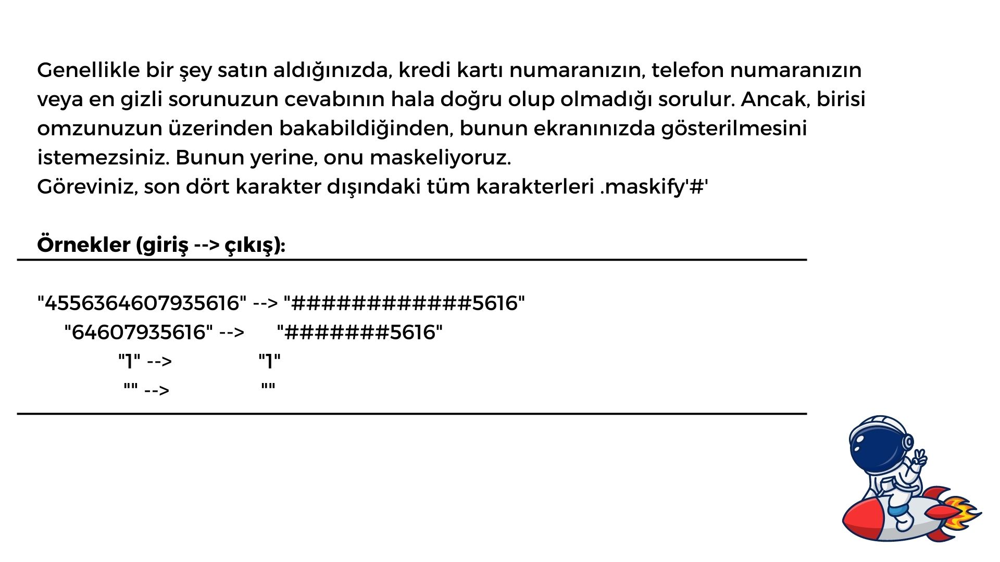 Genellikle bir şey satın aldığınızda, kredi kartı numaranızın, telefon numaranızın
veya en gizli sorunuzun cevabının hala doğru olup olmadığı sorulur. Ancak, birisi
omzunuzun üzerinden bakabildiğinden, bunun ekranınızda gösterilmesini
istemezsiniz. Bunun yerine, onu maskeliyoruz.
Göreviniz, son dört karakter dışındaki tüm karakterleri .maskify'#'
Örnekler (giriş --> çıkış):
"4556364607935616" --> "############5616"
"64607935616" --> "#######5616"
"1" --> "1"
"" --> ""